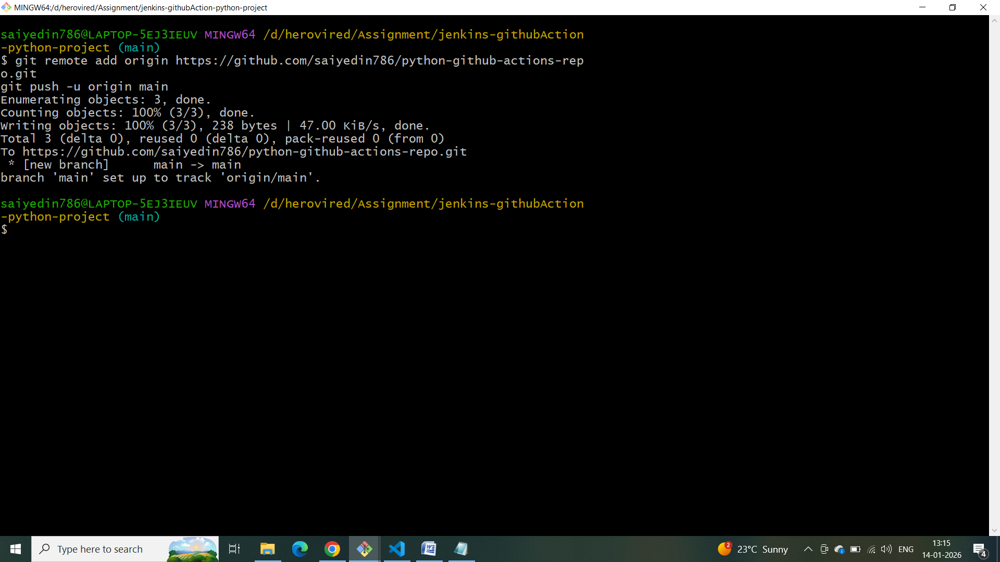 MINGW64:/d/herovired/Assignment/jenkins-githubAction-python-project
saiyedin786@LAPTOP-5EJ3IEUV MINGW64 /d/herovired/Assignment/jenkins-githubAction
-python-project (main)
$ git remote add origin https://github.com/saiyedin786/python-github-actions-rep
o.git
git push -u origin main
Enumerating objects: 3, done.
Counting objects: 100% (3/3), done.
Writing objects: 100% (3/3), 238 bytes | 47.00 KiB/s, done.
Total 3 (delta 0), reused 0 (delta 0), pack-reused 0 (from 0)
To https://github.com/saiyedin786/python-github-actions-repo.git
 * [new branch]      main -> main
branch 'main' set up to track 'origin/main'.
saiyedin786@LAPTOP-5EJ3IEUV MINGW64 /d/herovired/Assignment/jenkins-githubAction
-python-project (main)
$
Type here to search
2
23°C Sunny
ENG
13:15
14-01-2026
4